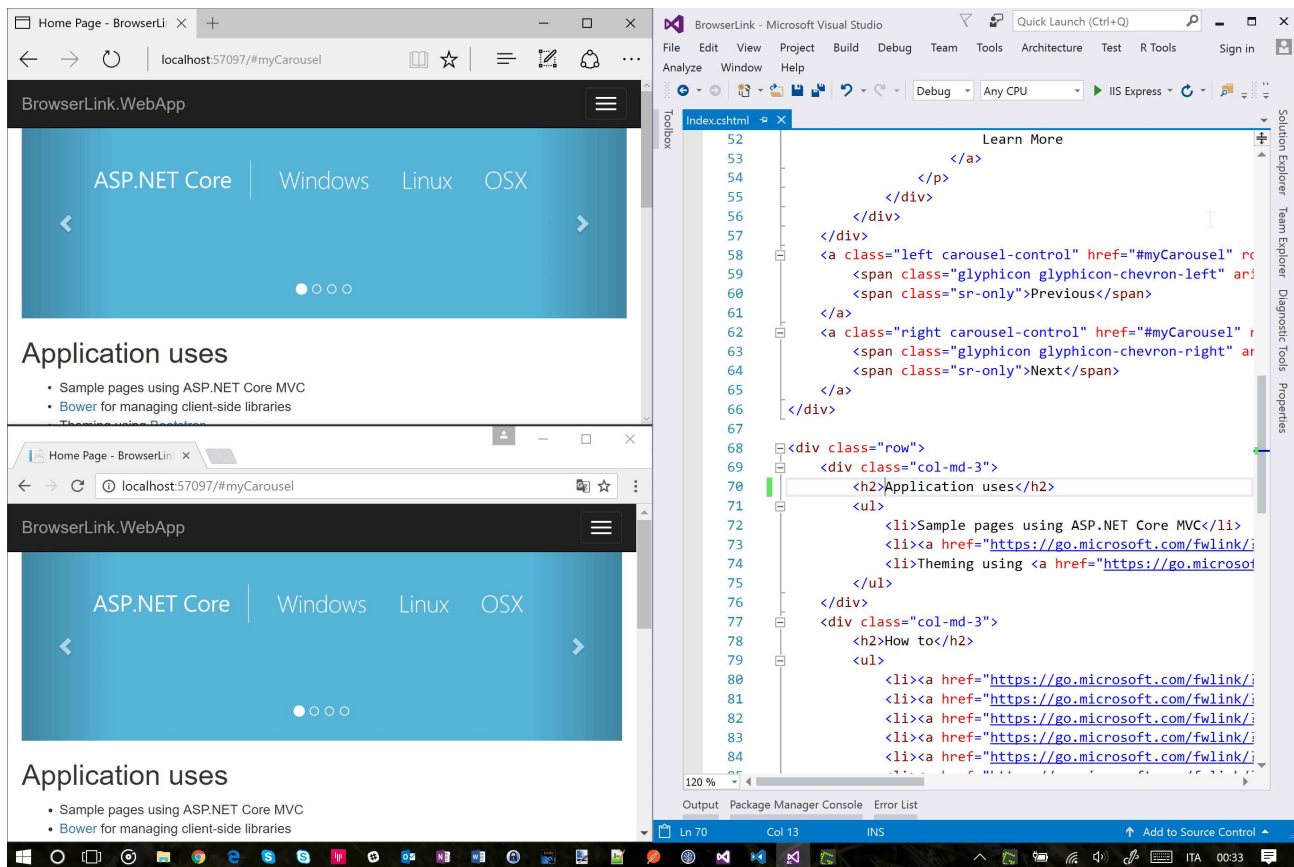 Home Page - BrowserLi
localhost:57097/#myCarousel
BrowserLink.WebApp
ASP.NET Core
Windows Linux OSX
Application uses
Sample pages using ASP.NET Core MVC
Bower for managing client-side libraries
Theming using Bootstrap
Home Page - BrowserLin
localhost:57097/#myCarousel
BrowserLink.WebApp
ASP.NET Core
Windows Linux OSX
Application uses
Sample pages using ASP.NET Core MVC
Bower for managing client-side libraries
BrowserLink - Microsoft Visual Studio
Quick Launch (Ctrl+Q)
File Edit View Project Build Debug Team Tools Architecture Test R Tools Sign in
Analyze Window Help
Debug Any CPU IIS Express
Toolbox
Index.cshtml
52 Learn More
53 </a>
54 </p>
55 </div>
56 </div>
57 </div>
58 <a class="left carousel-control" href="#myCarousel" ro
59 <span class="glyphicon glyphicon-chevron-left" ari
60 <span class="sr-only">Previous</span>
61 </a>
62 <a class="right carousel-control" href="#myCarousel" r
63 <span class="glyphicon glyphicon-chevron-right" ar
64 <span class="sr-only">Next</span>
65 </a>
66 </div>
67
68 <div class="row">
69 <div class="col-md-3">
70 <h2>Application uses</h2>
71 <ul>
72 <li>Sample pages using ASP.NET Core MVC</li>
73 <li><a href="https://go.microsoft.com/fwlink/?
74 <li>Theming using <a href="https://go.microsof
75 </ul>
76 </div>
77 <div class="col-md-3">
78 <h2>How to</h2>
79 <ul>
80 <li><a href="https://go.microsoft.com/fwlink/?
81 <li><a href="https://go.microsoft.com/fwlink/?
82 <li><a href="https://go.microsoft.com/fwlink/?
83 <li><a href="https://go.microsoft.com/fwlink/?
84 <li><a href="https://go.microsoft.com/fwlink/?
Solution Explorer
Team Explorer
Diagnostic Tools
Properties
120 %
Output Package Manager Console Error List
Ln 70 Col 13 INS Add to Source Control
ITA 00:33